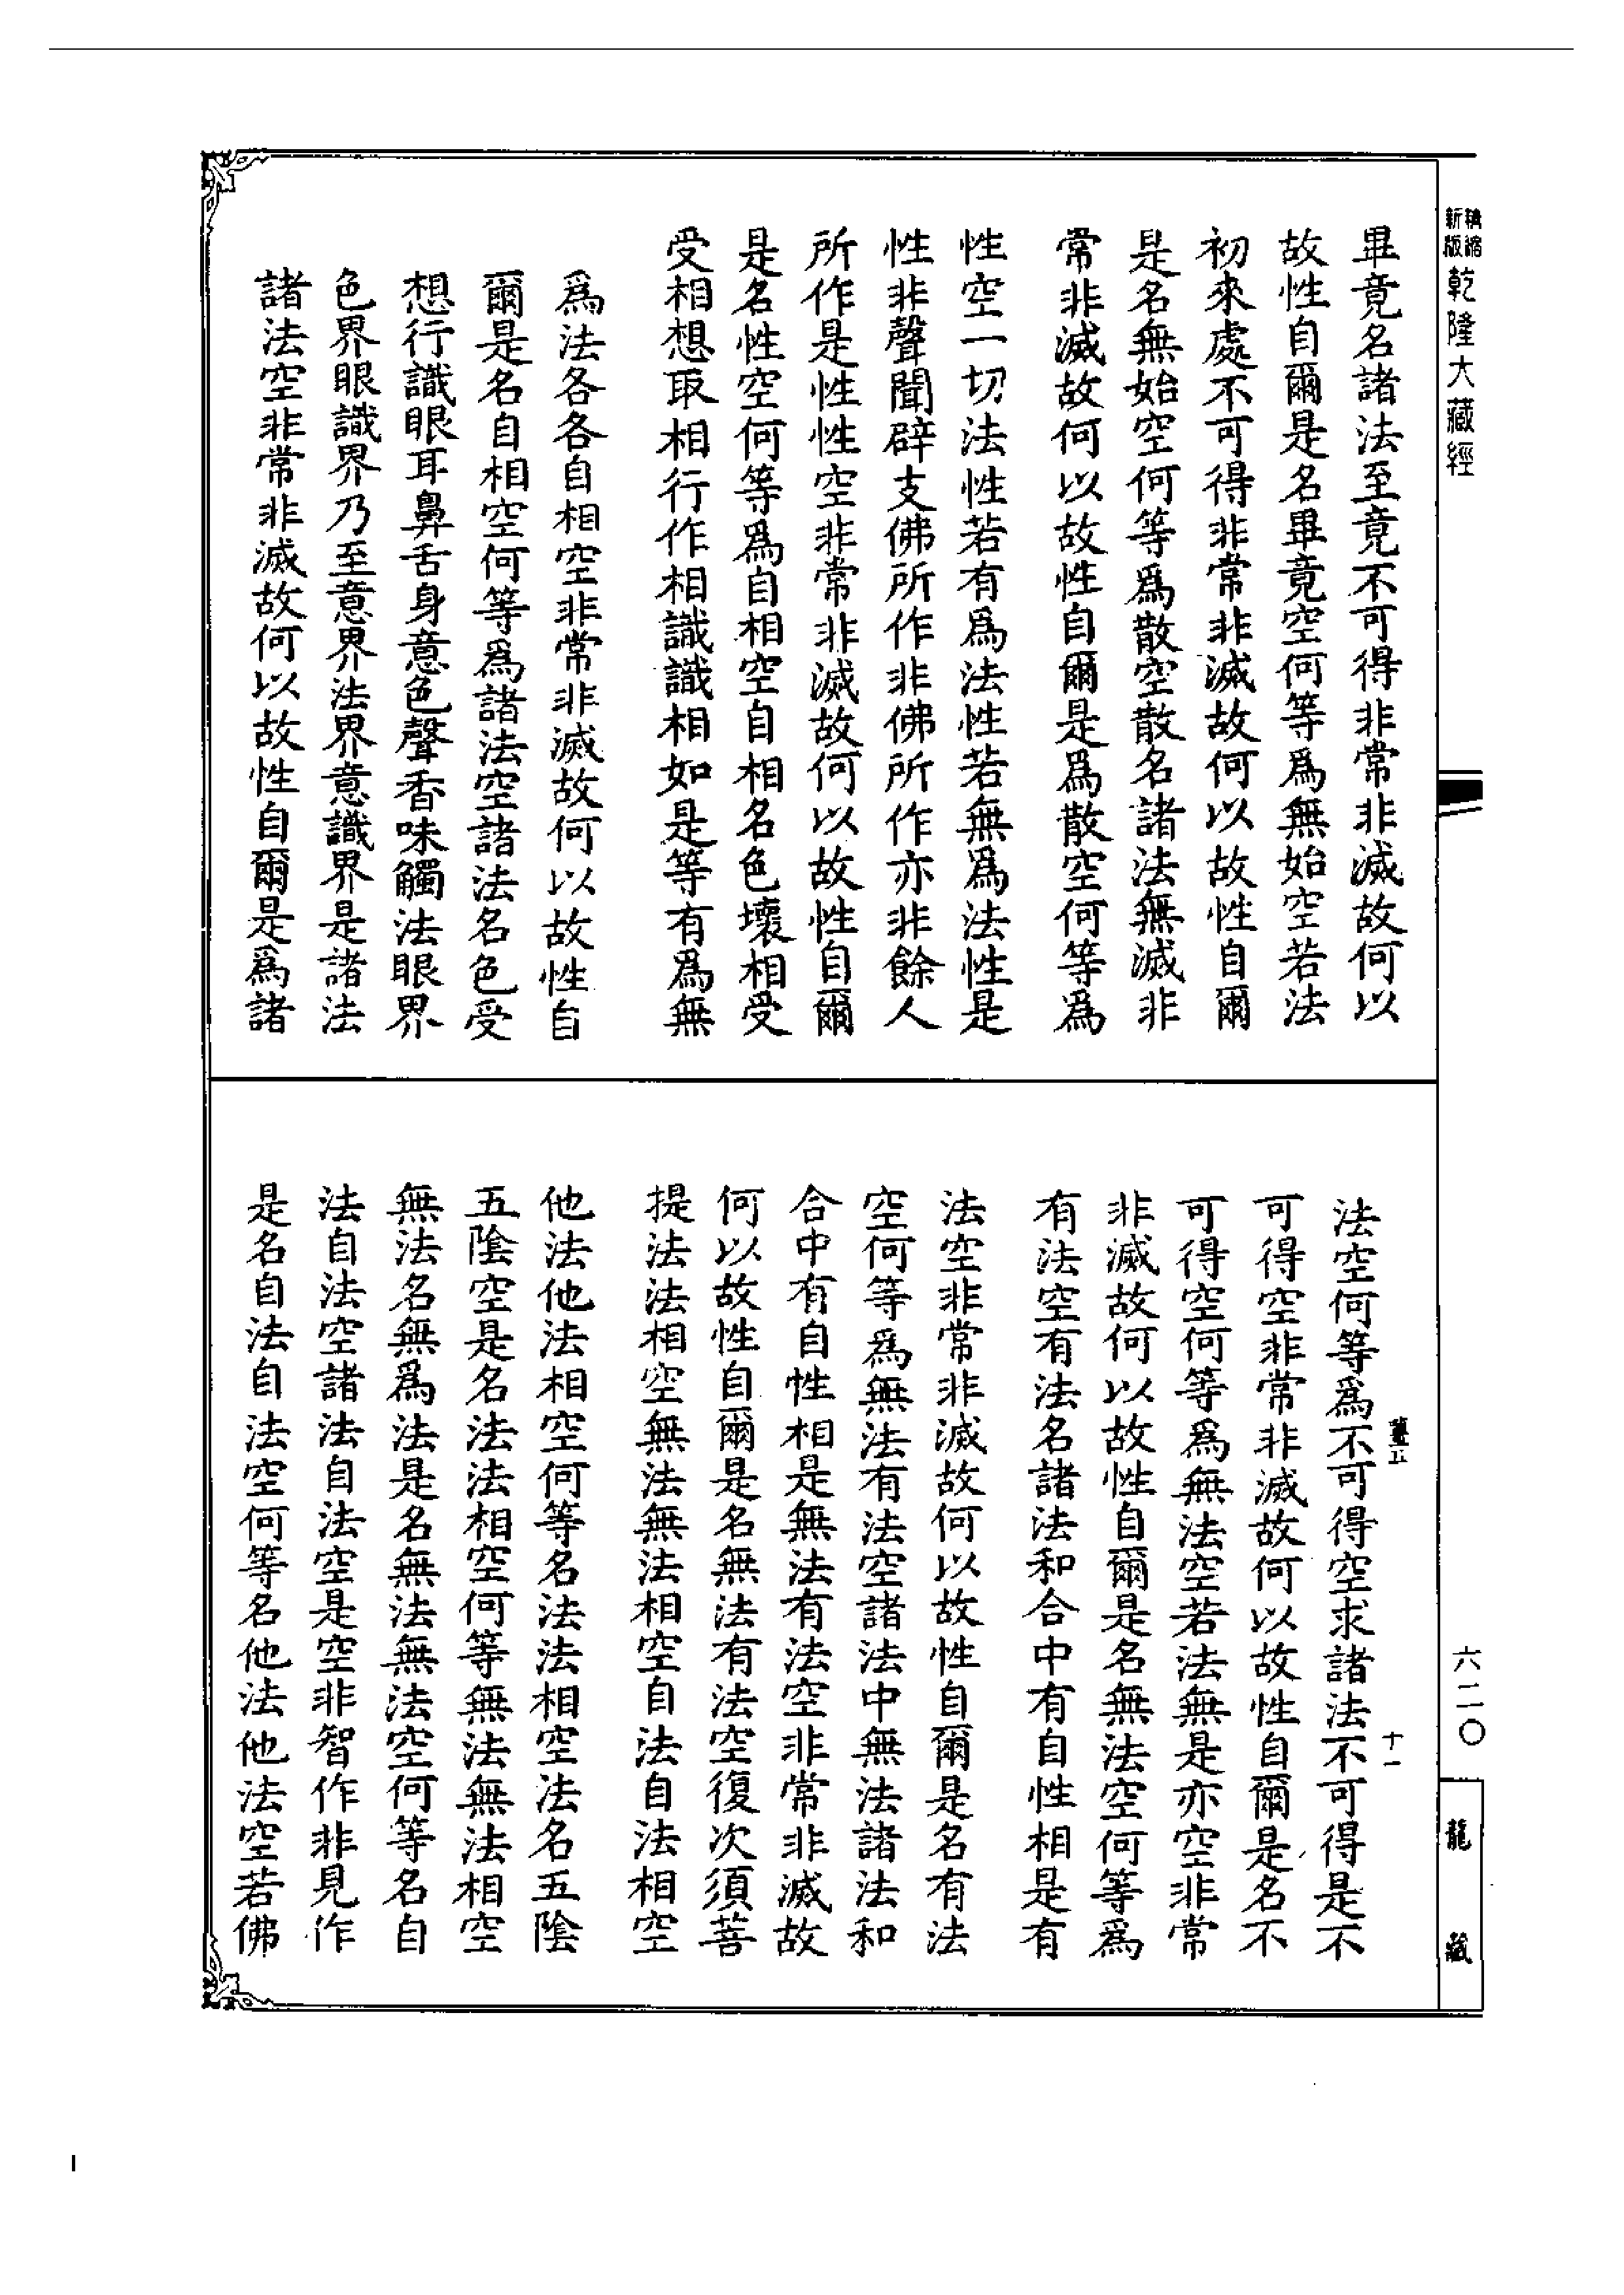 精縮
新版
乾隆大藏經
畢竟名諸法至竟不可得非常非滅故何以
故性自爾是名畢竟空何等爲無始空若法
初來處不可得非常非滅故何以故性自爾
是名無始空何等爲散空散名諸法無滅非
常非滅故何以故性自爾是爲散空何等爲
性空一切法性若有爲法性若無爲法性是
性非聲聞辟支佛所作非佛所作亦非餘人
所作是性性空非常非滅故何以故性自爾
是名性空何等爲自相空自相名色壞相受
受相想取相行作相識識相如是等有爲無
爲法各各自相空非常非滅故何以故性自
爾是名自相空何等爲諸法空諸法名色受
想行識眼耳鼻舌身意色聲香味觸法眼界
色界眼識界乃至意界法界意識界是諸法
諸法空非常非滅故何以故性自爾是爲諸
法空何等爲不可得空求諸法不可得是不
可得空非常非滅故何以故性自爾是名不
可得空何等爲無法空若法無是亦空非常
非滅故何以故性自爾是名無法空何等爲
有法空有法名諸法和合中有自性相是有
法空非常非滅故何以故性自爾是名有法
空何等爲無法有法空諸法中無法諸法和
合中有自性相是無法有法空非常非滅故
何以故性自爾是名無法有法空復次須菩
提法法相空無法無法相空自法自法相空
他法他法相空何等名法法相空法名五陰
五陰空是名法法相空何等無法無法相空
無法名無爲法是名無法無法空何等名自
法自法空諸法自法空是空非智作非見作
是名自法自法空何等名他法他法空若佛
十一
六二〇
龍藏